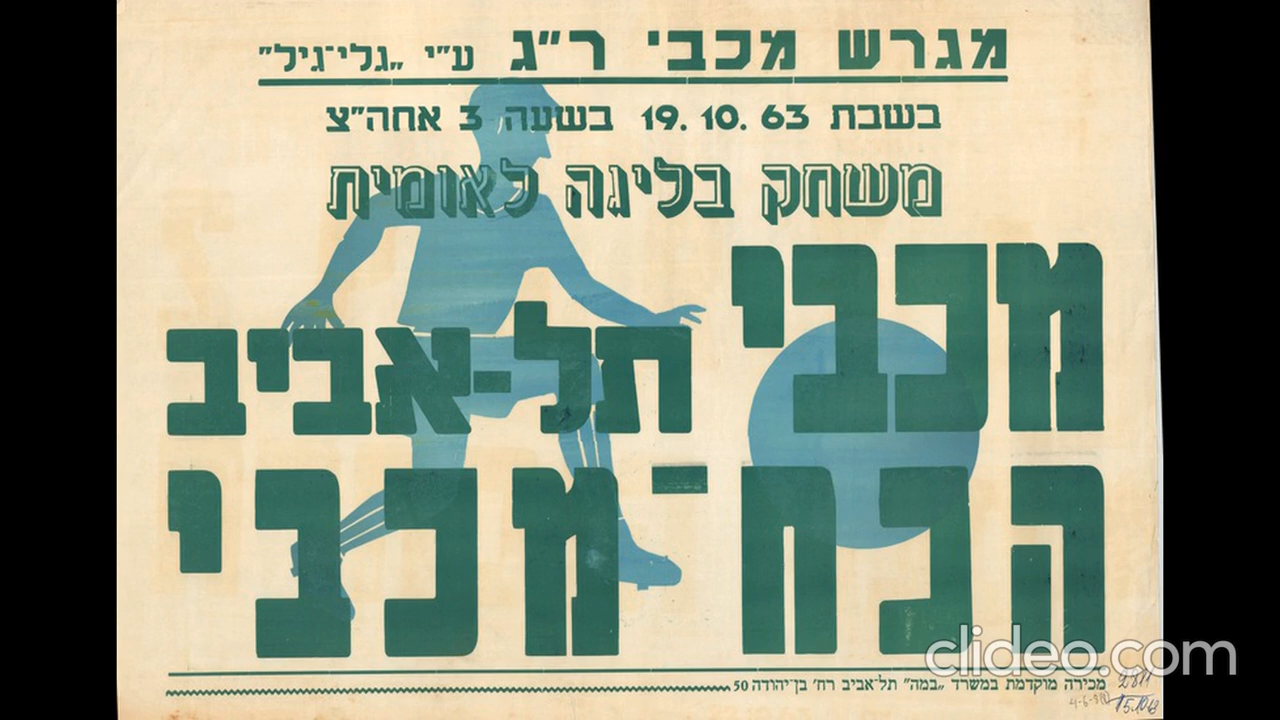 מגרש מכבי ר"ג ע"י „גלי־גיל"
בשבת 19.10.63 בשעה 3 אחה"צ
משחק בליגה לאומית
מכבי
תל-אביב
הכח-מכבי
מכירה מוקדמת במשרד „במה" תל־אביב רח' בן־יהודה 50
clideo.com